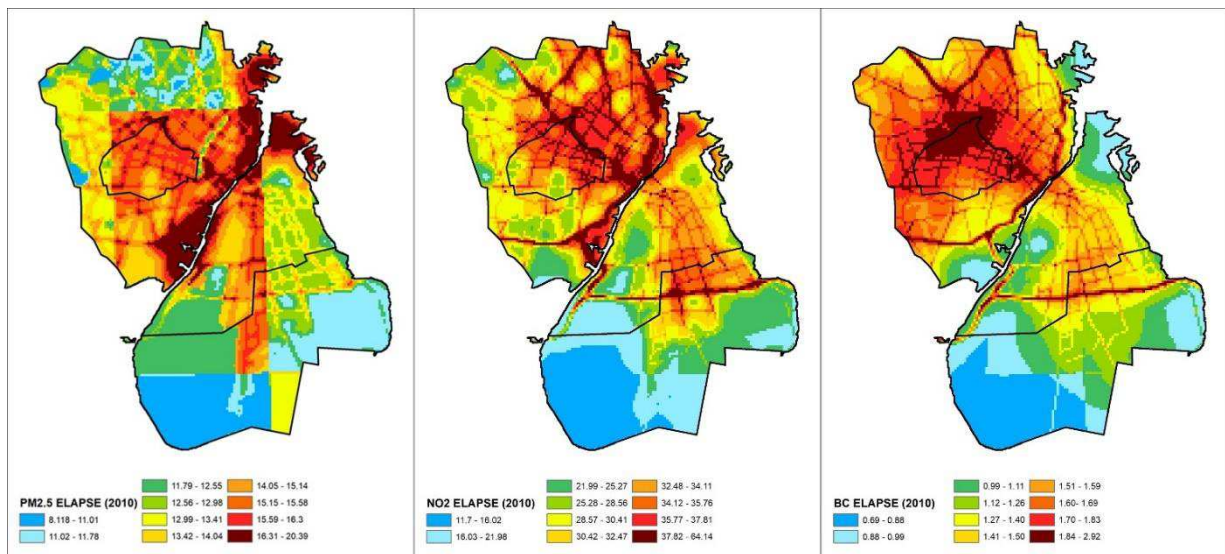 11.79 - 12.55 14.05 - 15.14
PM2.5 ELAPSE (2010) 12.56 - 12.98 15.15 - 15.58
8.118 - 11.01 12.99 - 13.41 15.59 - 16.3
11.02 - 11.78 13.42 - 14.04 16.31 - 20.39
21.99 - 25.27 32.48 - 34.11
NO2 ELAPSE (2010) 25.28 - 28.56 34.12 - 35.76
11.7 - 16.02 28.57 - 30.41 35.77 - 37.81
16.03 - 21.98 30.42 - 32.47 37.82 - 64.14
0.99 - 1.11 1.51 - 1.59
BC ELAPSE (2010) 1.12 - 1.26 1.60- 1.69
0.69 - 0.88 1.27 - 1.40 1.70 - 1.83
0.88 - 0.99 1.41 - 1.50 1.84 - 2.92